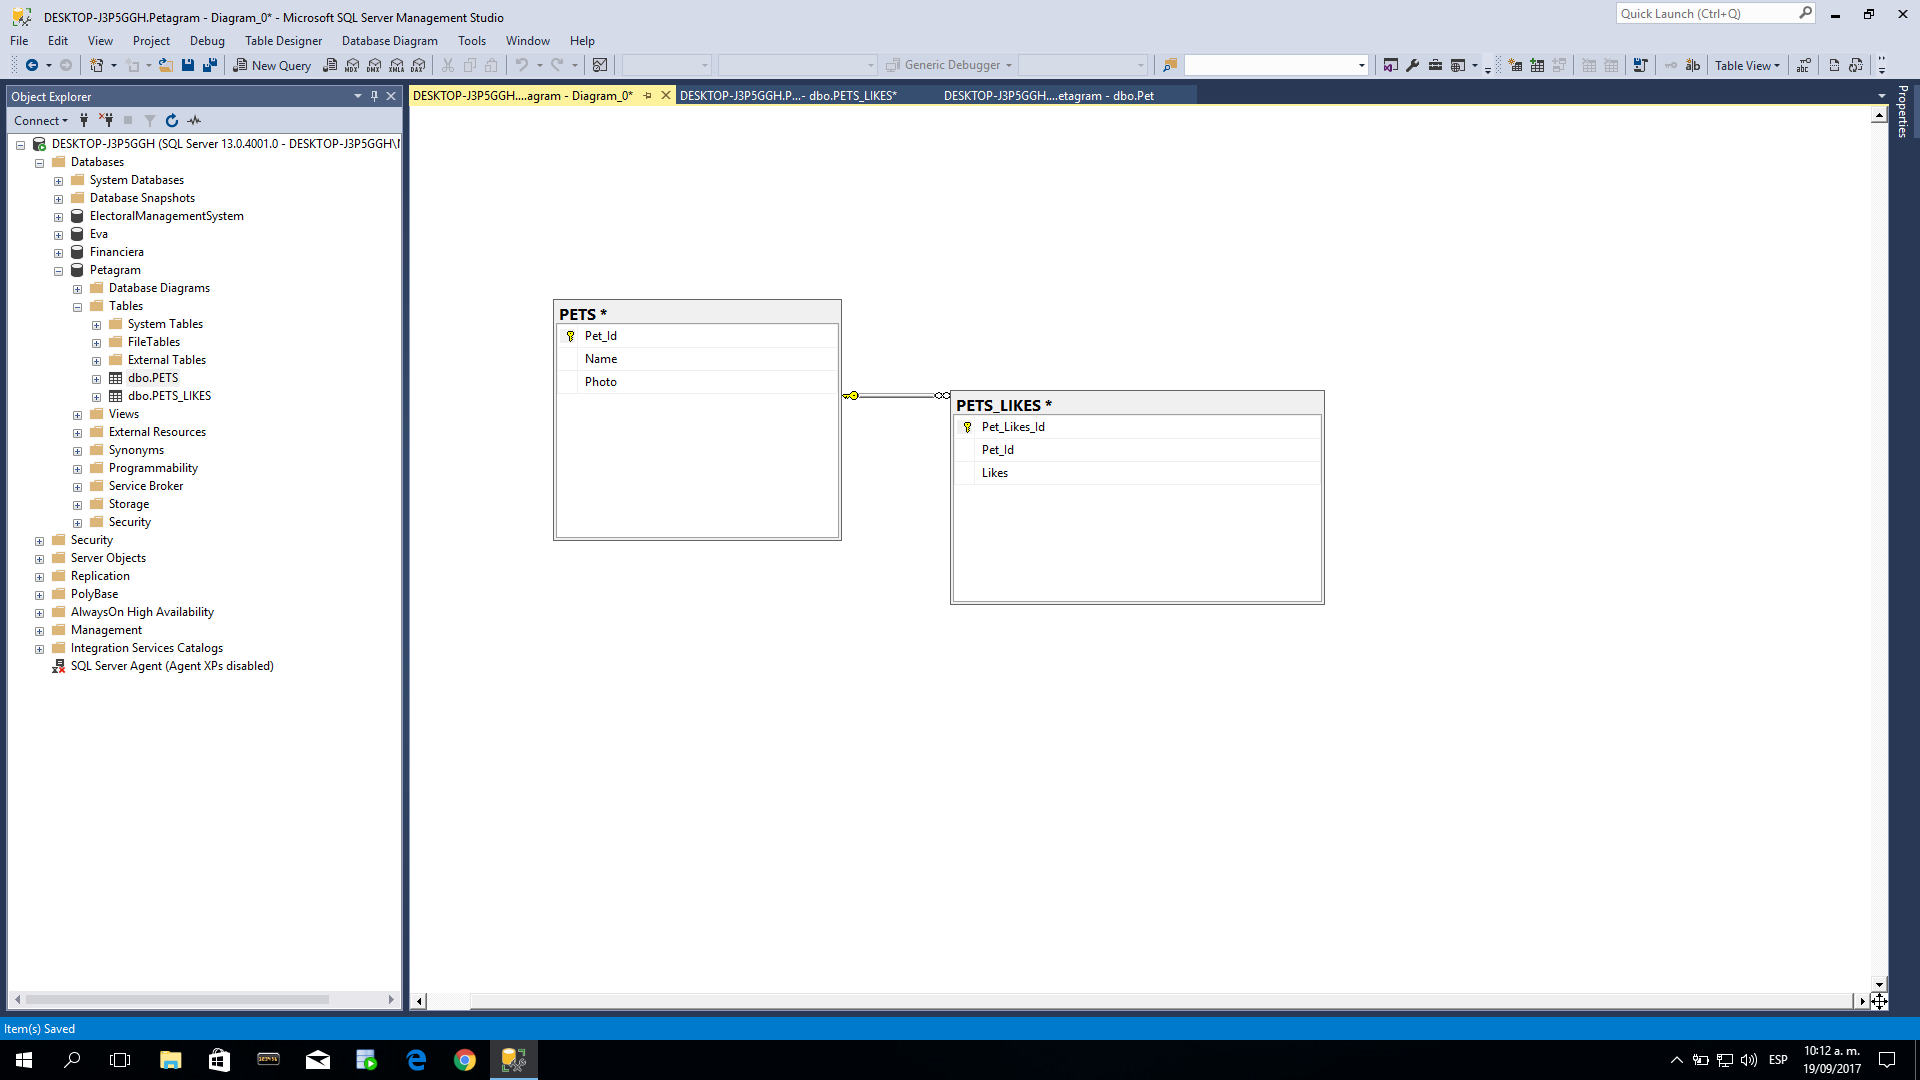 DESKTOP-J3P5GGH.Petagram - Diagram_0* - Microsoft SQL Server Management Studio
Quick Launch (Ctrl+Q)
File Edit View Project Debug Table Designer Database Diagram Tools Window Help
New Query
MDX DMX XMLA DAX
Generic Debugger
Table View
Object Explorer
DESKTOP-J3P5GGH....agram - Diagram_0*
DESKTOP-J3P5GGH.P...- dbo.PETS_LIKES*
DESKTOP-J3P5GGH....etagram - dbo.Pet
Properties
Connect
DESKTOP-J3P5GGH (SQL Server 13.0.4001.0 - DESKTOP-J3P5GGH\
Databases
System Databases
Database Snapshots
ElectoralManagementSystem
Eva
Financiera
Petagram
Database Diagrams
Tables
System Tables
FileTables
External Tables
dbo.PETS
dbo.PETS_LIKES
Views
External Resources
Synonyms
Programmability
Service Broker
Storage
Security
Security
Server Objects
Replication
PolyBase
AlwaysOn High Availability
Management
Integration Services Catalogs
SQL Server Agent (Agent XPs disabled)
PETS *
Pet_Id
Name
Photo
PETS_LIKES *
Pet_Likes_Id
Pet_Id
Likes
Item(s) Saved
ESP
10:12 a. m.
19/09/2017